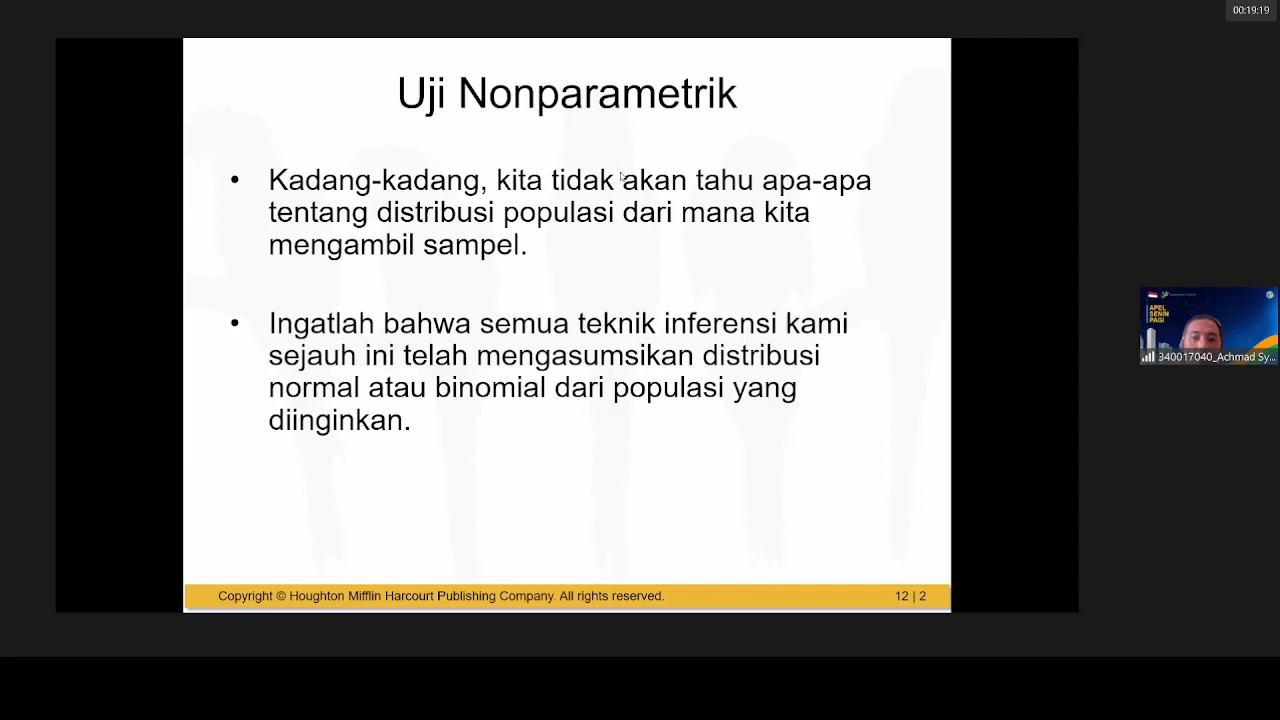 00:19:19
Uji Nonparametrik
• Kadang-kadang, kita tidak akan tahu apa-apa
tentang distribusi populasi dari mana kita
mengambil sampel.
• Ingatlah bahwa semua teknik inferensi kami
sejauh ini telah mengasumsikan distribusi
normal atau binomial dari populasi yang
diinginkan.
APEL
SENIN
PAGI
340017040_Achmad Sy...
Copyright © Houghton Mifflin Harcourt Publishing Company. All rights reserved.
12 | 2